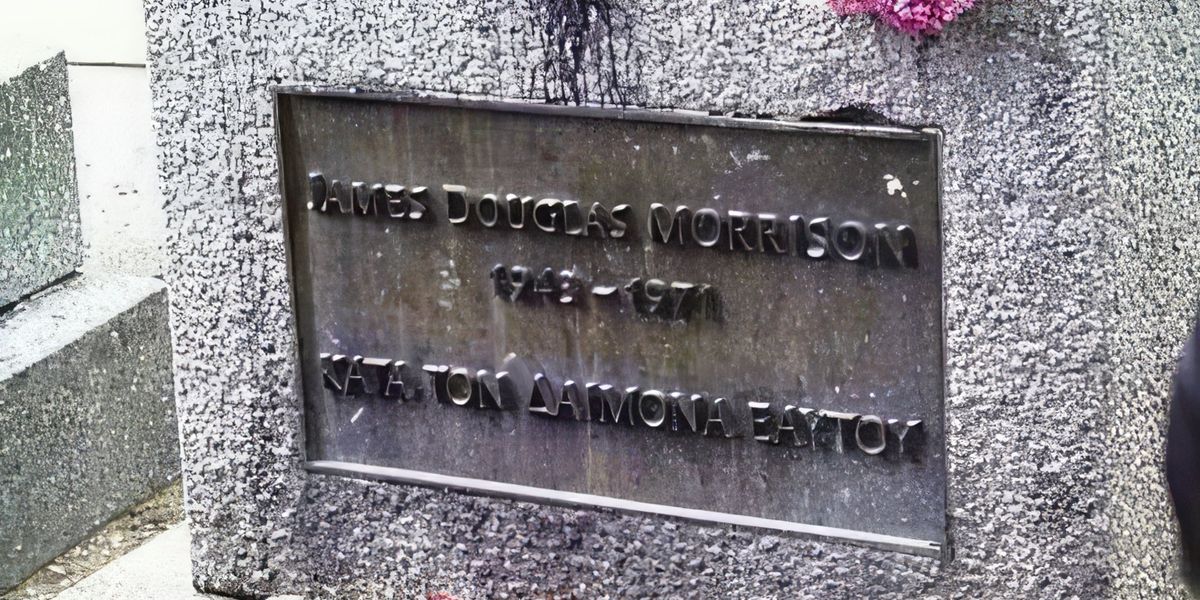 JAMES DOUGLAS MORRISON
1943 – 1971
ΚΑΤΑ ΤΟΝ ΔΑΙΜΟΝΑ ΕΑΥΤΟΥ